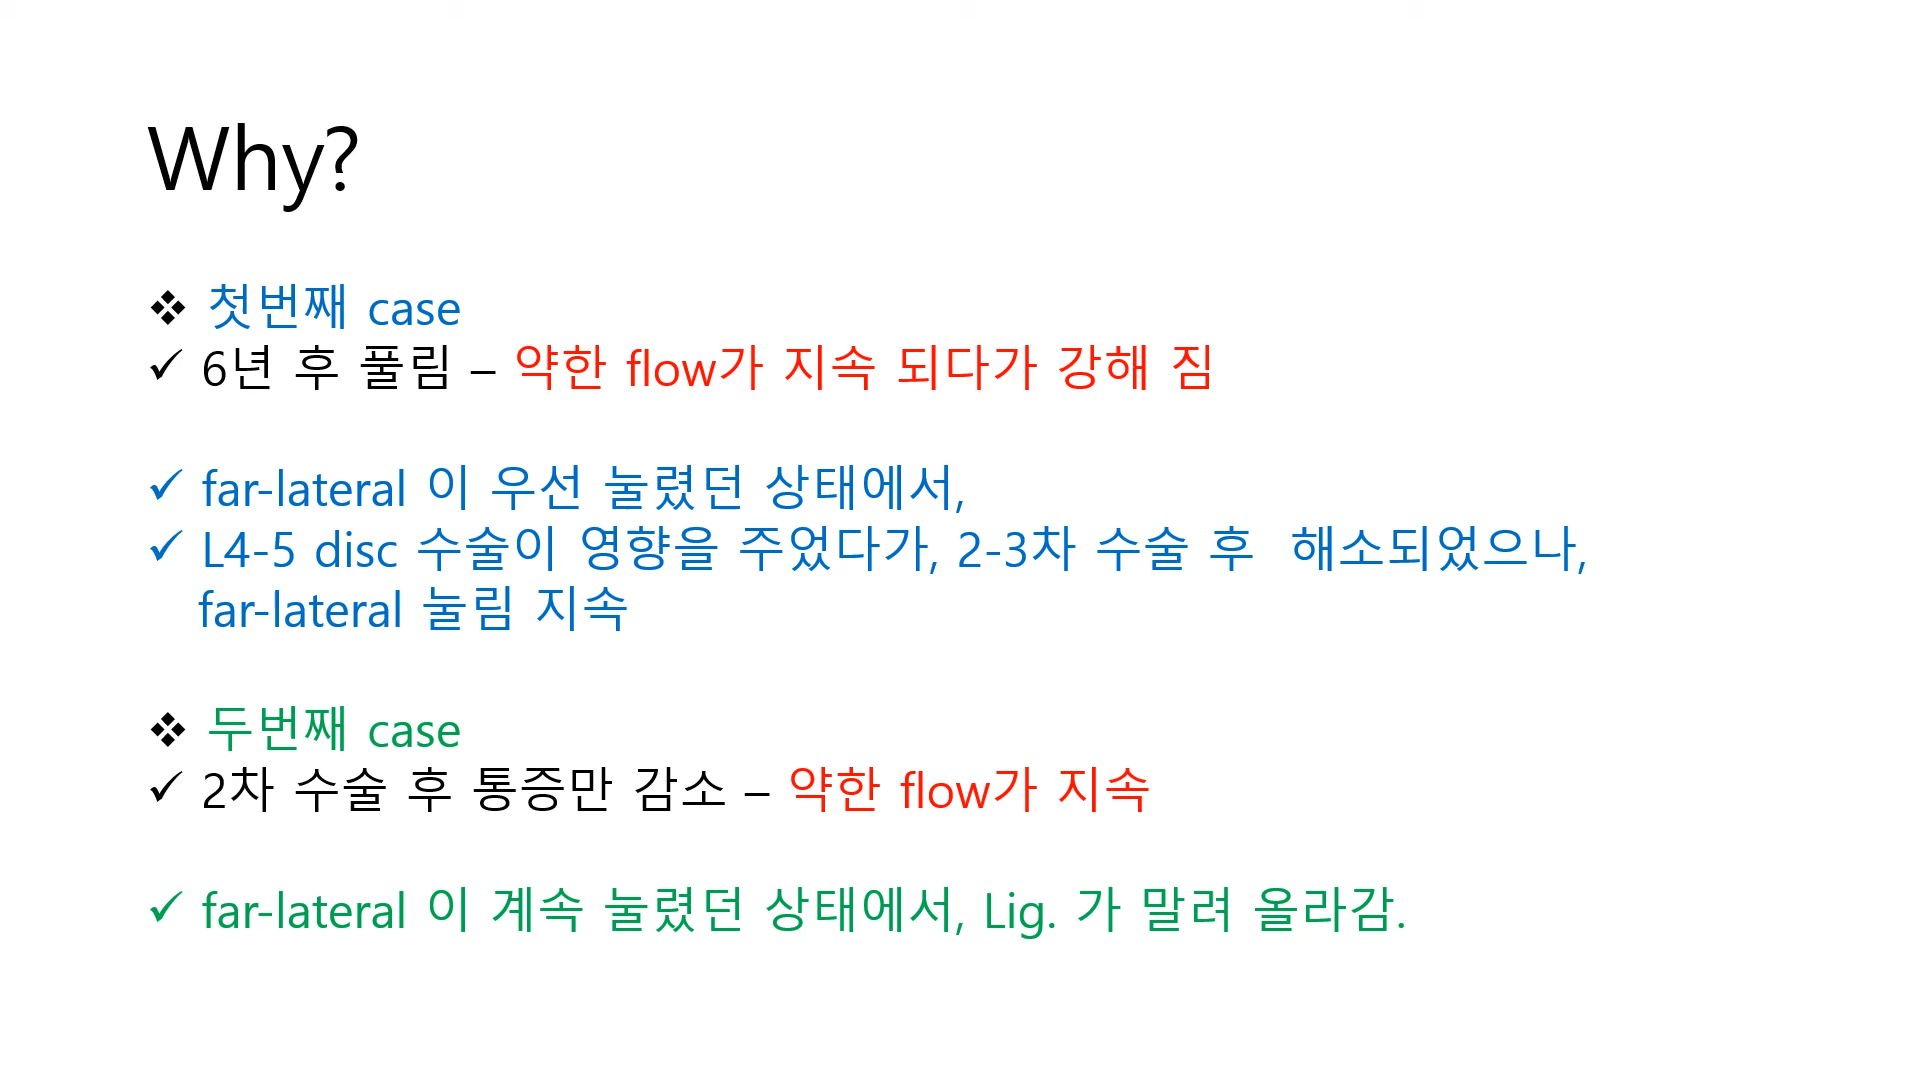 Why?
❖ 첫번째 case
✓ 6년 후 풀림 – 약한 flow가 지속 되다가 강해 짐
✓ far-lateral 이 우선 눌렸던 상태에서,
✓ L4-5 disc 수술이 영향을 주었다가, 2-3차 수술 후 해소되었으나,
far-lateral 눌림 지속
❖ 두번째 case
✓ 2차 수술 후 통증만 감소 – 약한 flow가 지속
✓ far-lateral 이 계속 눌렸던 상태에서, Lig. 가 말려 올라감.